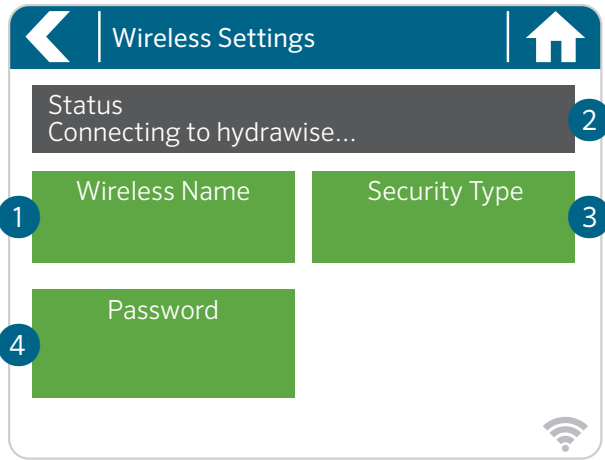 Wireless Settings
Status
Connecting to hydrawise...
2
1
Wireless Name
Security Type
3
4
Password